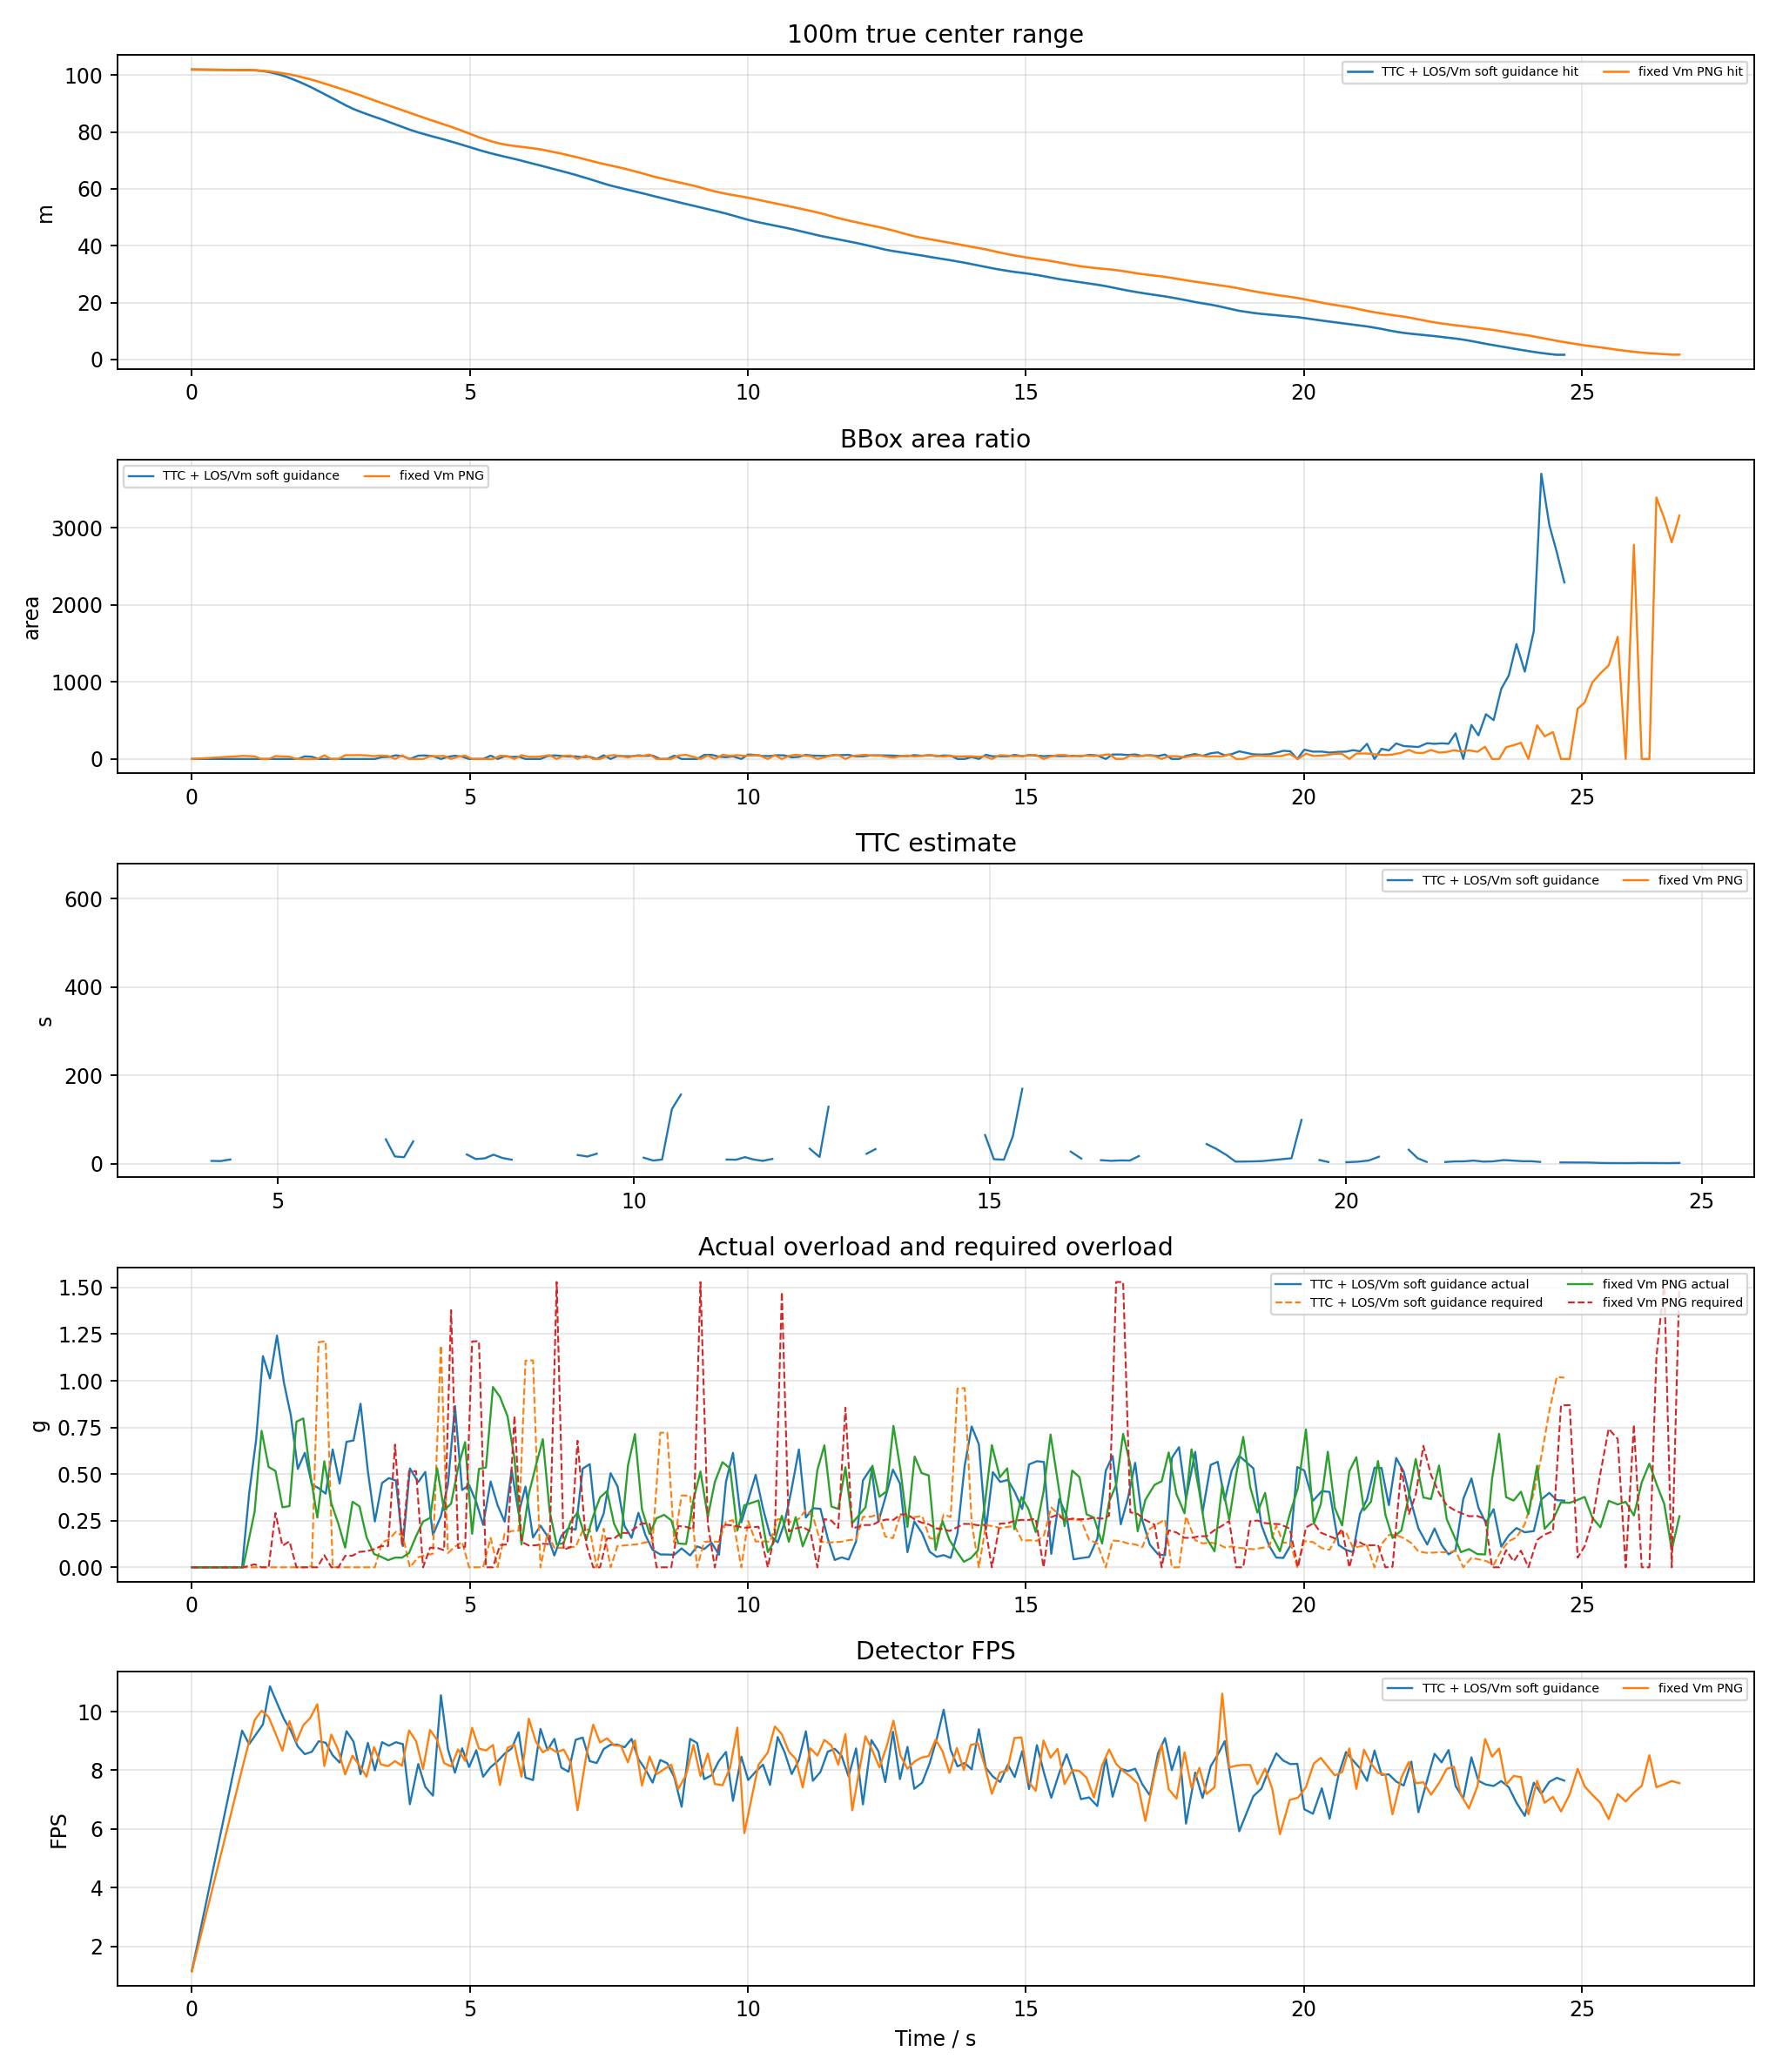 100m true center range
TTC + LOS/Vm soft guidance hit fixed Vm PNG hit
m
100
80
60
40
20
0
0 5 10 15 20 25
BBox area ratio
TTC + LOS/Vm soft guidance fixed Vm PNG
area
3000
2000
1000
0
0 5 10 15 20 25
TTC estimate
TTC + LOS/Vm soft guidance fixed Vm PNG
s
600
400
200
0
5 10 15 20 25
Actual overload and required overload
TTC + LOS/Vm soft guidance actual fixed Vm PNG actual
TTC + LOS/Vm soft guidance required fixed Vm PNG required
g
1.50
1.25
1.00
0.75
0.50
0.25
0.00
0 5 10 15 20 25
Detector FPS
TTC + LOS/Vm soft guidance fixed Vm PNG
FPS
10
8
6
4
2
0 5 10 15 20 25
Time / s